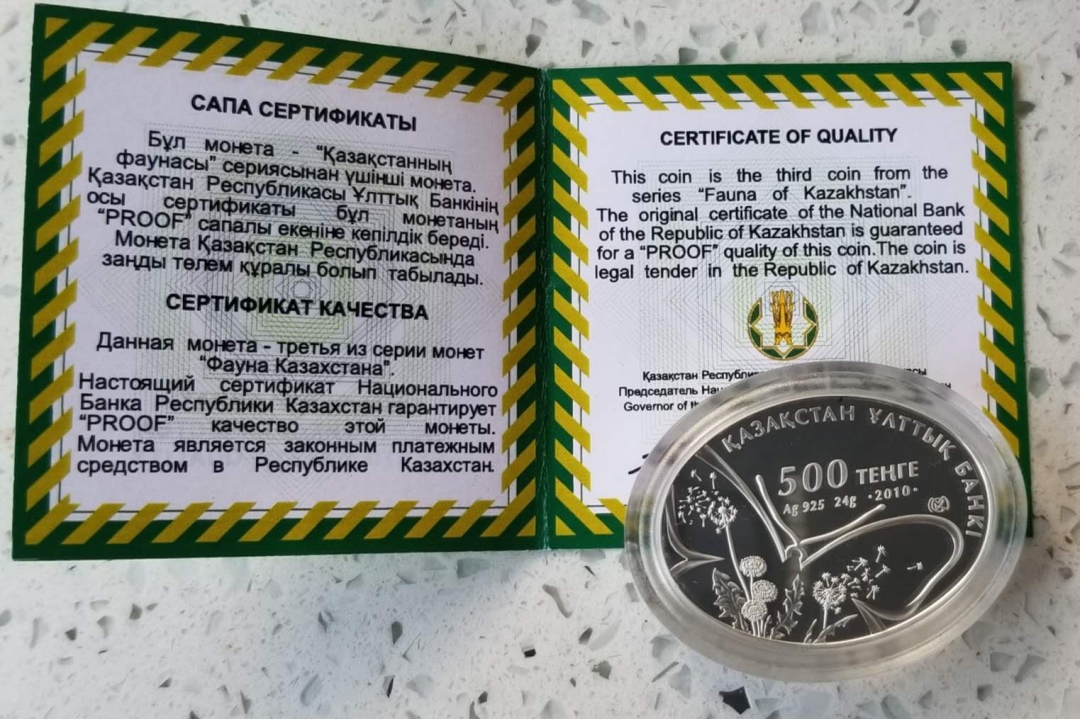 САПА СЕРТИФИКАТЫ
Бұл монета - “Қазақстанның
фаунасы” сериясынан үшінші монета.
Қазақстан Республикасы Ұлттық Банкінің
осы сертификаты бұл монетаның
“PROOF” сапалы екеніне кепілдік береді.
Монета Қазақстан Республикасында
заңды төлем құралы болып табылады.
СЕРТИФИКАТ КАЧЕСТВА
Данная монета - третья из серии монет
“Фауна Казахстана”.
Настоящий сертификат Национального
Банка Республики Казахстан гарантирует
“PROOF” качество этой монеты.
Монета является законным платежным
средством в Республике Казахстан.
CERTIFICATE OF QUALITY
This coin is the third coin from the
series “Fauna of Kazakhstan”.
The original certificate of the National Bank
of the Republic of Kazakhstan is guaranteed
for a “PROOF” quality of this coin.The coin is
legal tender in the Republic of Kazakhstan.
Қазақстан
Председатель
Governor of
ҚАЗАҚСТАН ҰЛТТЫҚ БАНКІ
500 ТЕҢГЕ
Ag 925 24g ·2010·